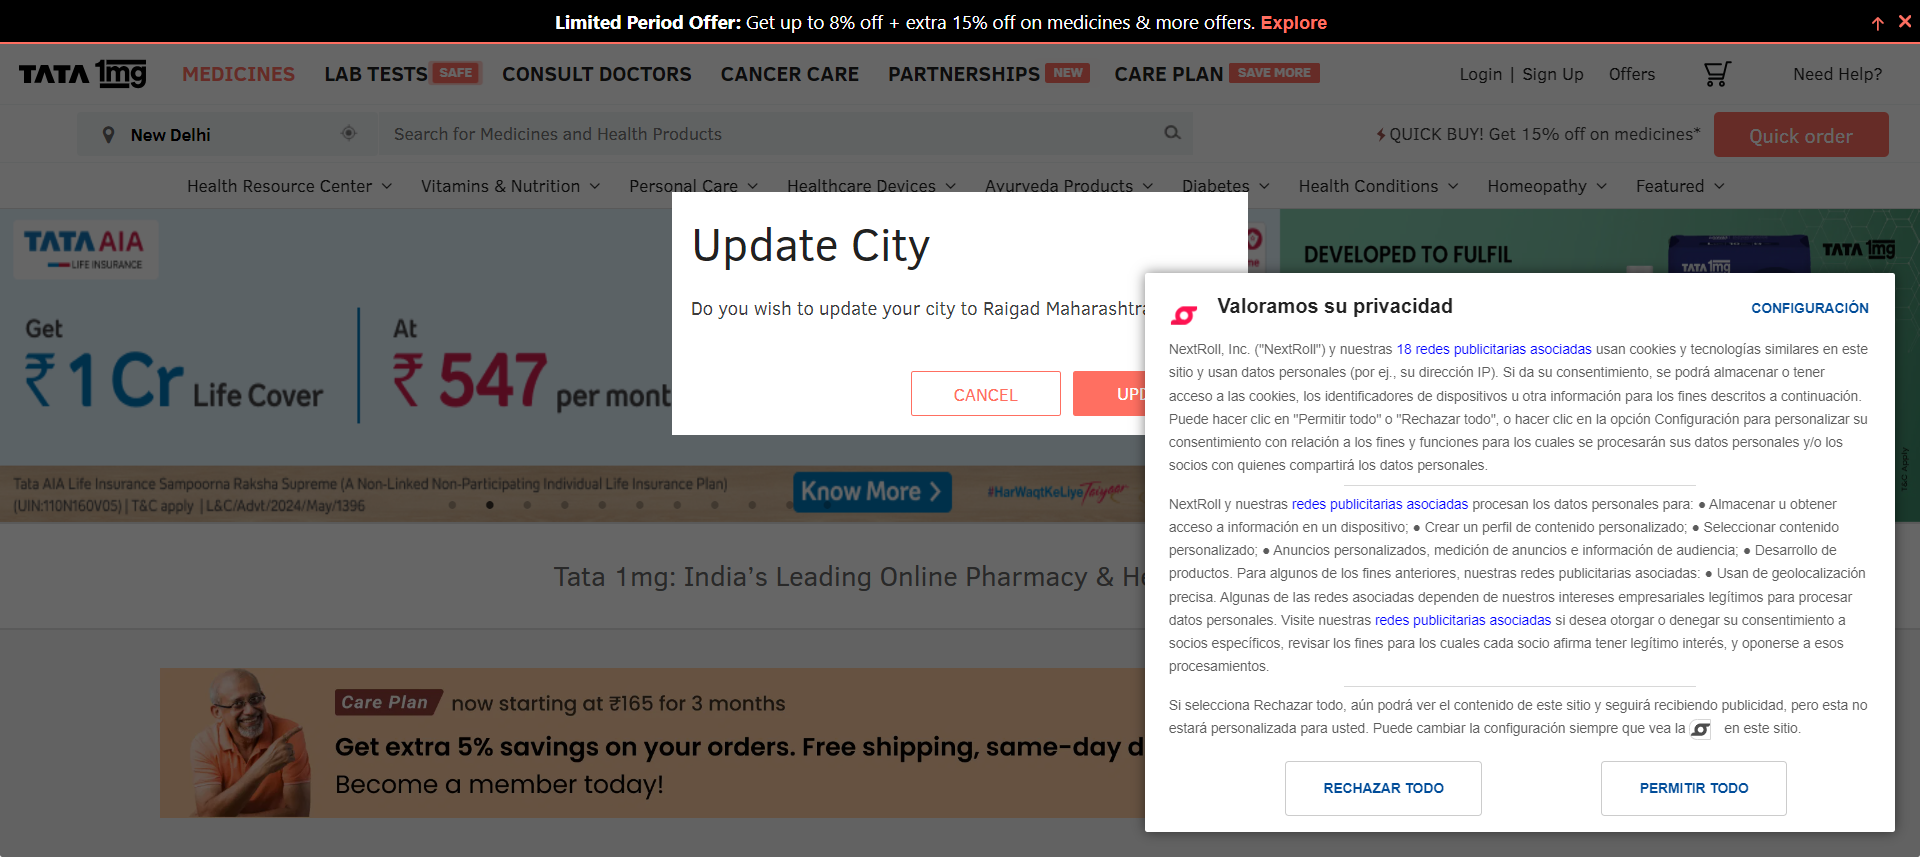 Limited Period Offer: Get up to 8% off + extra 15% off on medicines & more offers. Explore
TATA 1mg MEDICINES LAB TESTS SAFE CONSULT DOCTORS CANCER CARE PARTNERSHIPS NEW CARE PLAN SAVE MORE Login | Sign Up Offers Need Help?
New Delhi Search for Medicines and Health Products QUICK BUY! Get 15% off on medicines* Quick order
Health Resource Center Vitamins & Nutrition Personal Care Healthcare Devices Ayurveda Products Diabetes Health Conditions Homeopathy Featured
TATA AIA
LIFE INSURANCE
Get
₹1 Cr Life Cover
At
₹547 per mont
Tata AIA Life Insurance Sampoorna Raksha Supreme (A Non-Linked Non-Participating Individual Life Insurance Plan)
(UIN:110N160V05) | T&C apply | L&C/Advt/2024/May/1396
Know More
#HarWaqtKeLiyeTaiyaar
DEVELOPED TO FULFIL
TATA 1mg
TATA 1mg
T&C Apply
Update City
Do you wish to update your city to Raigad Maharashtra
CANCEL
UPD
Tata 1mg: India's Leading Online Pharmacy & He
Care Plan now starting at ₹165 for 3 months
Get extra 5% savings on your orders. Free shipping, same-day d
Become a member today!
Valoramos su privacidad
CONFIGURACIÓN
NextRoll, Inc. ("NextRoll") y nuestras 18 redes publicitarias asociadas usan cookies y tecnologías similares en este
sitio y usan datos personales (por ej., su dirección IP). Si da su consentimiento, se podrá almacenar o tener
acceso a las cookies, los identificadores de dispositivos u otra información para los fines descritos a continuación.
Puede hacer clic en "Permitir todo" o "Rechazar todo", o hacer clic en la opción Configuración para personalizar su
consentimiento con relación a los fines y funciones para los cuales se procesarán sus datos personales y/o los
socios con quienes compartirá los datos personales.
NextRoll y nuestras redes publicitarias asociadas procesan los datos personales para: ● Almacenar u obtener
acceso a información en un dispositivo; ● Crear un perfil de contenido personalizado; ● Seleccionar contenido
personalizado; ● Anuncios personalizados, medición de anuncios e información de audiencia; ● Desarrollo de
productos. Para algunos de los fines anteriores, nuestras redes publicitarias asociadas: ● Usan de geolocalización
precisa. Algunas de las redes asociadas dependen de nuestros intereses empresariales legítimos para procesar
datos personales. Visite nuestras redes publicitarias asociadas si desea otorgar o denegar su consentimiento a
socios específicos, revisar los fines para los cuales cada socio afirma tener legítimo interés, y oponerse a esos
procesamientos.
Si selecciona Rechazar todo, aún podrá ver el contenido de este sitio y seguirá recibiendo publicidad, pero esta no
estará personalizada para usted. Puede cambiar la configuración siempre que vea la en este sitio.
RECHAZAR TODO
PERMITIR TODO